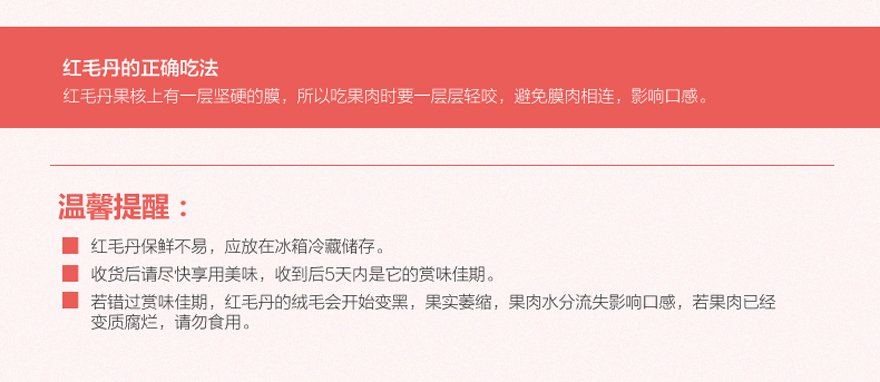 红毛丹的正确吃法
红毛丹果核上有一层坚硬的膜，所以吃果肉时要一层层轻咬，避免膜肉相连，影响口感。
温馨提醒：
红毛丹保鲜不易，应放在冰箱冷藏储存。
收货后请尽快享用美味，收到后5天内是它的赏味佳期。
若错过赏味佳期，红毛丹的绒毛会开始变黑，果实萎缩，果肉水分流失影响口感，若果肉已经
变质腐烂，请勿食用。